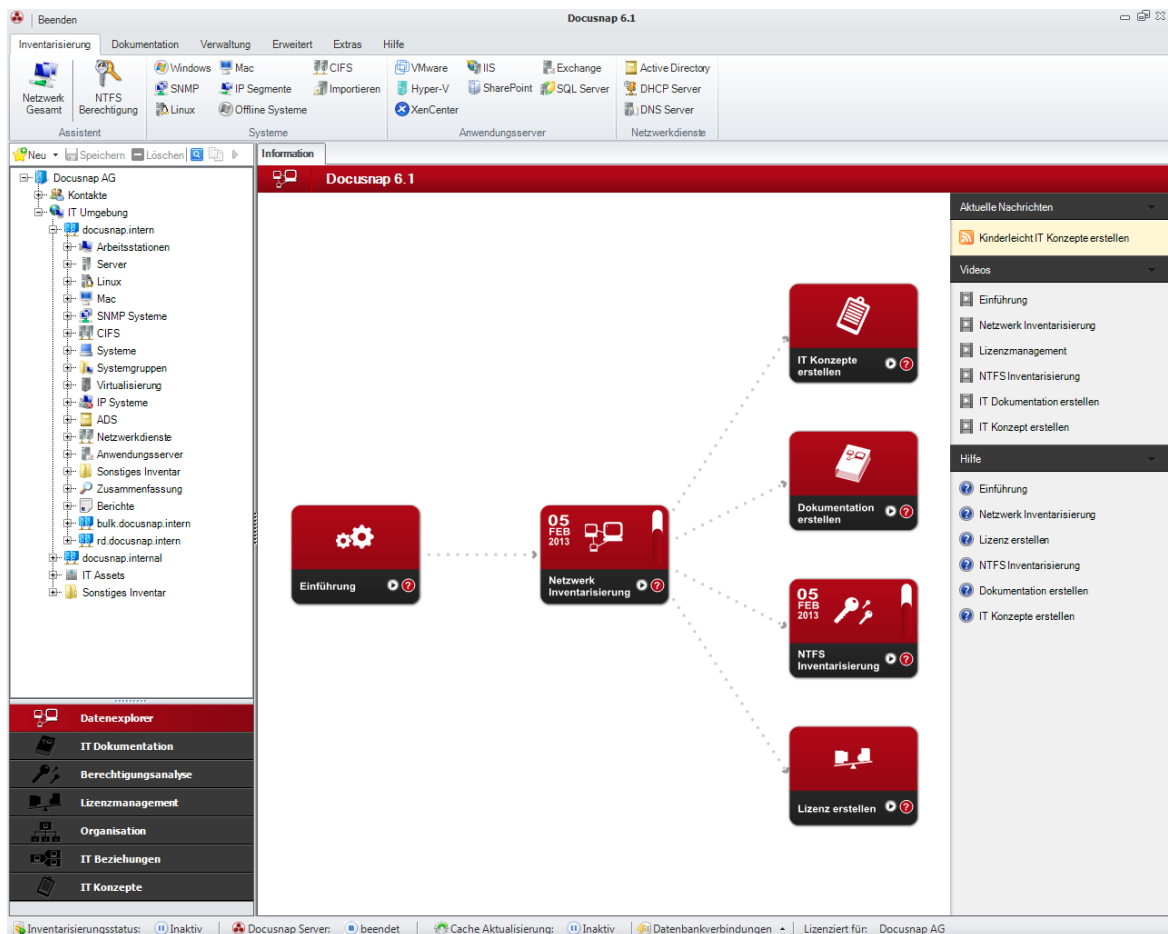 Beenden
Docusnap 6.1
Inventarisierung Dokumentation Verwaltung Erweitert Extras Hilfe
Netzwerk Gesamt
NTFS Berechtigung
Assistent
Windows Mac CIFS
SNMP IP Segmente Importieren
Linux Offline Systeme
Systeme
VMware IIS Exchange
Hyper-V SharePoint SQL Server
XenCenter
Anwendungsserver
Active Directory
DHCP Server
DNS Server
Netzwerkdienste
Neu Speichern Löschen
Docusnap AG
Kontakte
IT Umgebung
docusnap.intern
Arbeitsstationen
Server
Linux
Mac
SNMP Systeme
CIFS
Systeme
Systemgruppen
Virtualisierung
IP Systeme
ADS
Netzwerkdienste
Anwendungsserver
Sonstiges Inventar
Zusammenfassung
Berichte
bulk.docusnap.intern
rd.docusnap.intern
docusnap.internal
IT Assets
Sonstiges Inventar
Datenexplorer
IT Dokumentation
Berechtigungsanalyse
Lizenzmanagement
Organisation
IT Beziehungen
IT Konzepte
Information
Docusnap 6.1
Einführung
05
FEB
2013
Netzwerk
Inventarisierung
IT Konzepte
erstellen
Dokumentation
erstellen
05
FEB
2013
NTFS
Inventarisierung
Lizenz erstellen
Aktuelle Nachrichten
Kinderleicht IT Konzepte erstellen
Videos
Einführung
Netzwerk Inventarisierung
Lizenzmanagement
NTFS Inventarisierung
IT Dokumentation erstellen
IT Konzept erstellen
Hilfe
Einführung
Netzwerk Inventarisierung
Lizenz erstellen
NTFS Inventarisierung
Dokumentation erstellen
IT Konzepte erstellen
Inventarisierungsstatus: Inaktiv Docusnap Server: beendet Cache Aktualisierung: Inaktiv Datenbankverbindungen Lizenziert für: Docusnap AG